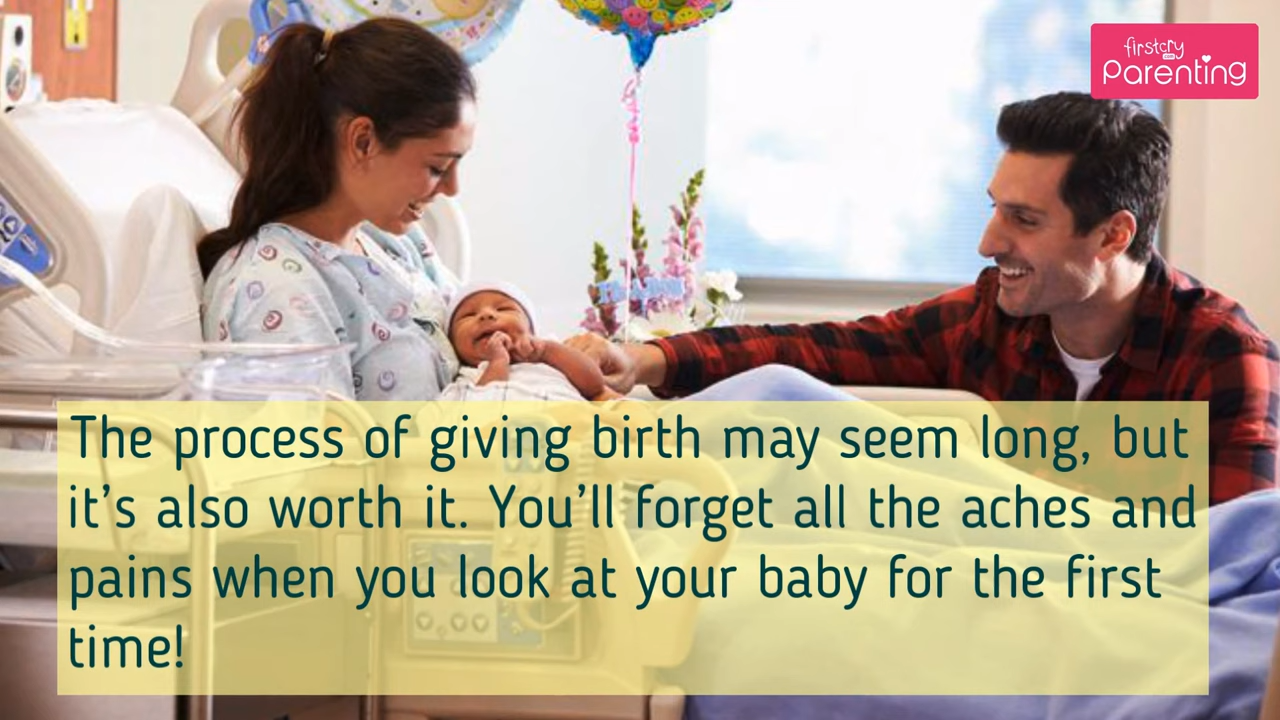 firstcry
.com
Parenting
The process of giving birth may seem long, but
it's also worth it. You'll forget all the aches and
pains when you look at your baby for the first
time!